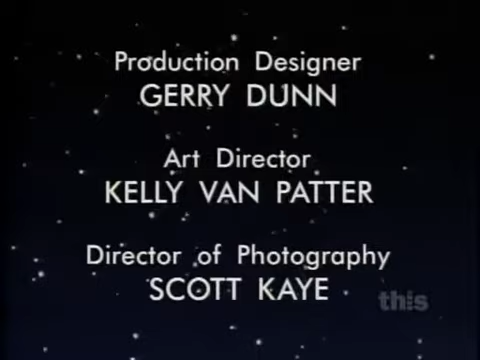 Production Designer
GERRY DUNN
Art Director
KELLY VAN PATTER
Director of Photography
SCOTT KAYE
this